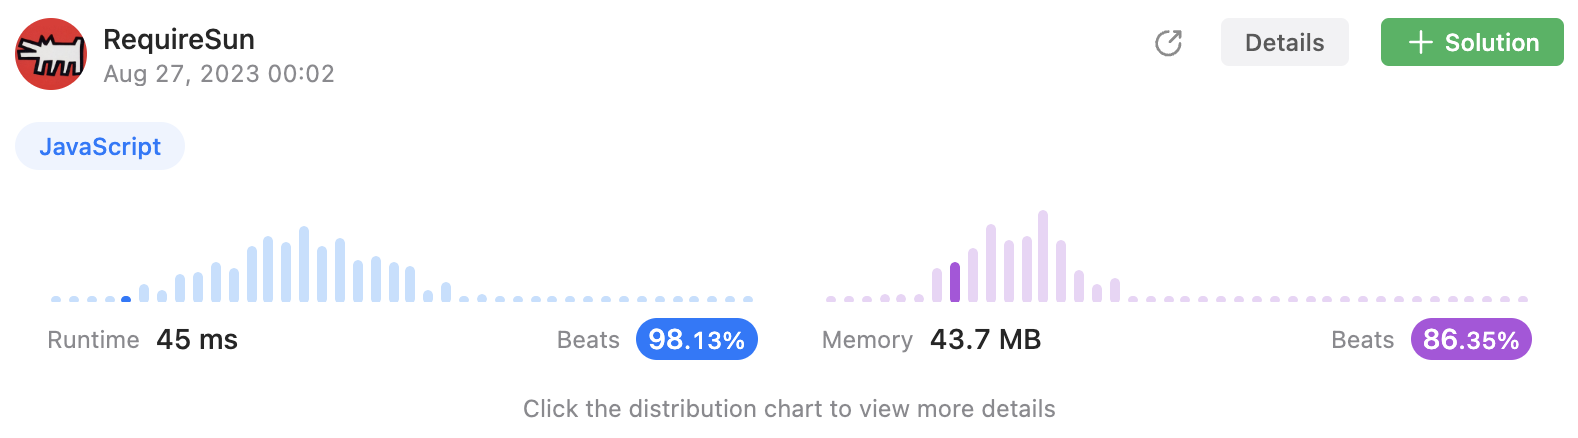 RequireSun
Aug 27, 2023 00:02
Details
Solution
JavaScript
Runtime 45 ms Beats 98.13%
Memory 43.7 MB Beats 86.35%
Click the distribution chart to view more details